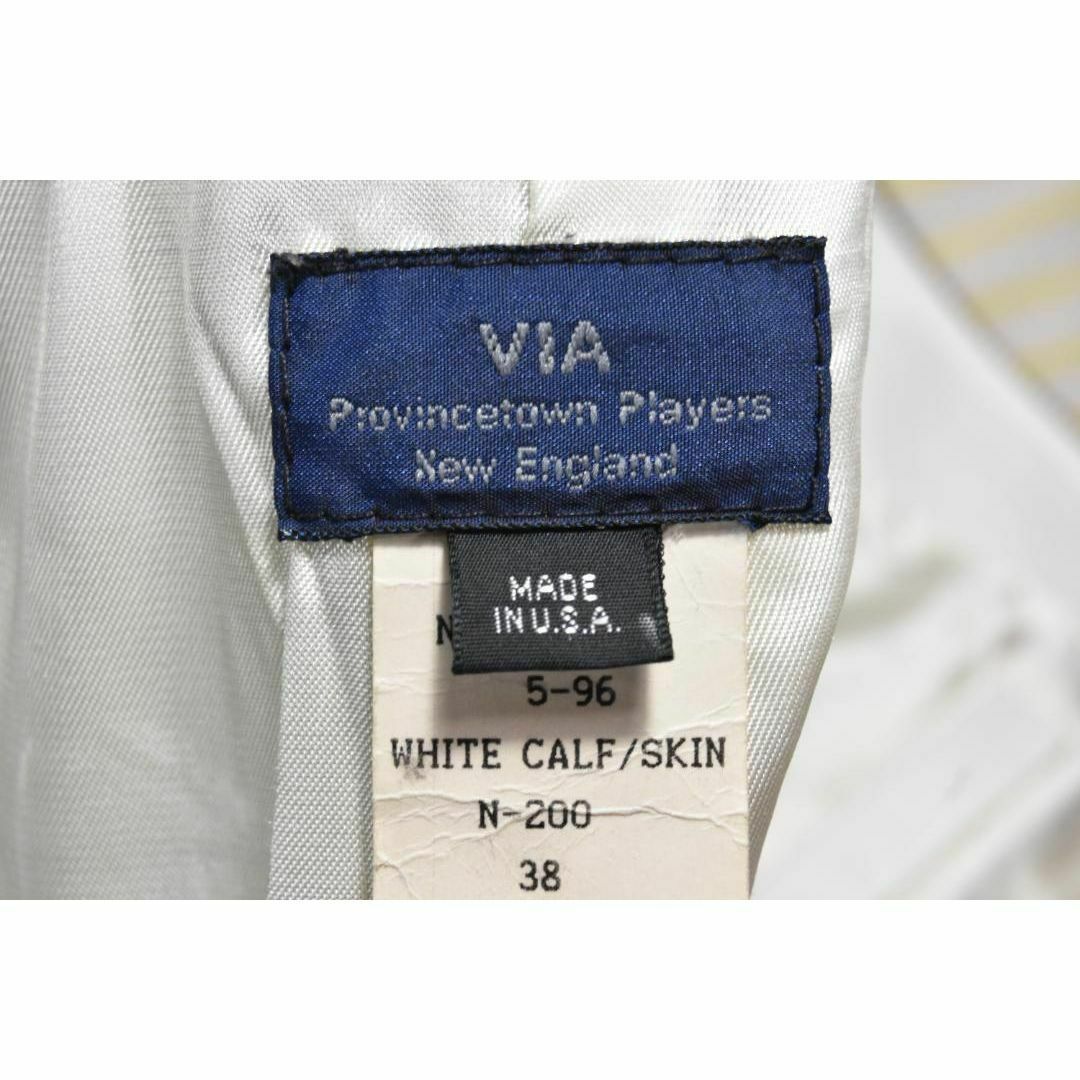 VIA
Provincetown Players
New England
MADE
IN U.S.A.
5-96
WHITE CALF/SKIN
N-200
38